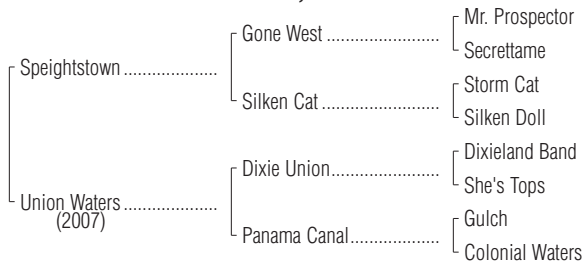 Mr. Prospector
Gone West ........................
Secrettame
Speightstown ....................
Storm Cat
Silken Cat .........................
Silken Doll
Dixieland Band
Dixie Union.......................
She's Tops
Union Waters ....................
(2007)
Gulch
Panama Canal...................
Colonial Waters